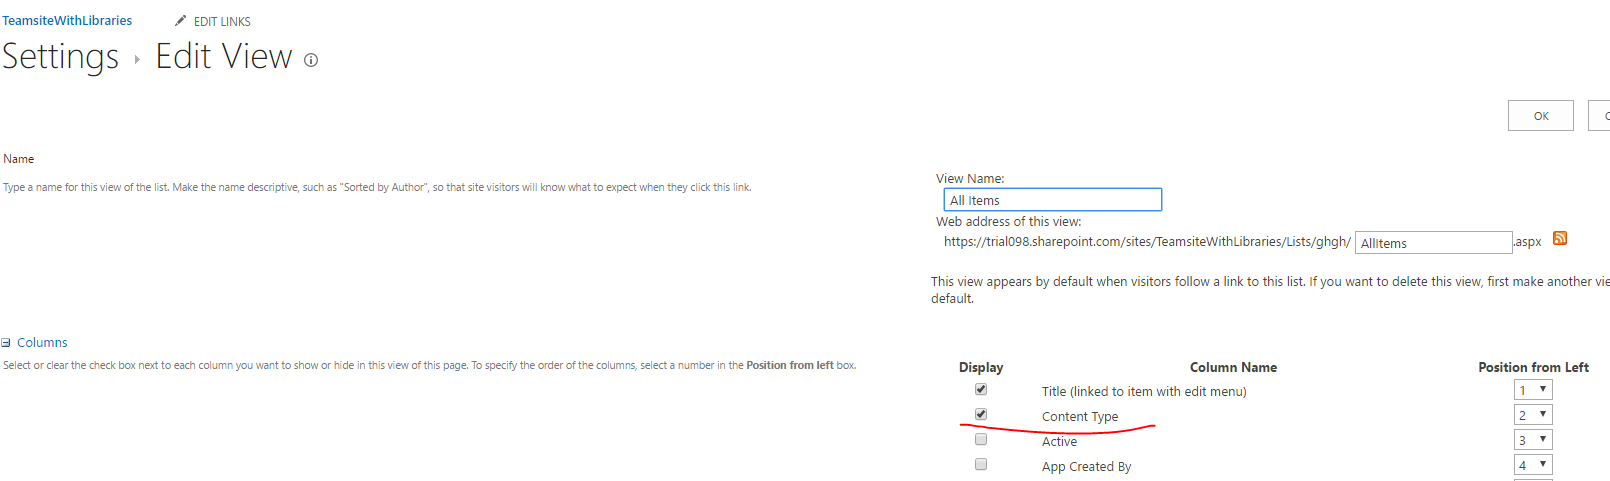 TeamsiteWithLibraries EDIT LINKS
Settings Edit View
OK
Name
Type a name for this view of the list. Make the name descriptive, such as "Sorted by Author", so that site visitors will know what to expect when they click this link.
View Name:
All Items
Web address of this view:
https://trial098.sharepoint.com/sites/TeamsiteWithLibraries/Lists/ghgh/ AllItems .aspx
This view appears by default when visitors follow a link to this list. If you want to delete this view, first make another
default.
Columns
Select or clear the check box next to each column you want to show or hide in this view of this page. To specify the order of the columns, select a number in the Position from left box.
Display Column Name Position from Left
Title (linked to item with edit menu) 1
Content Type 2
Active 3
App Created By 4